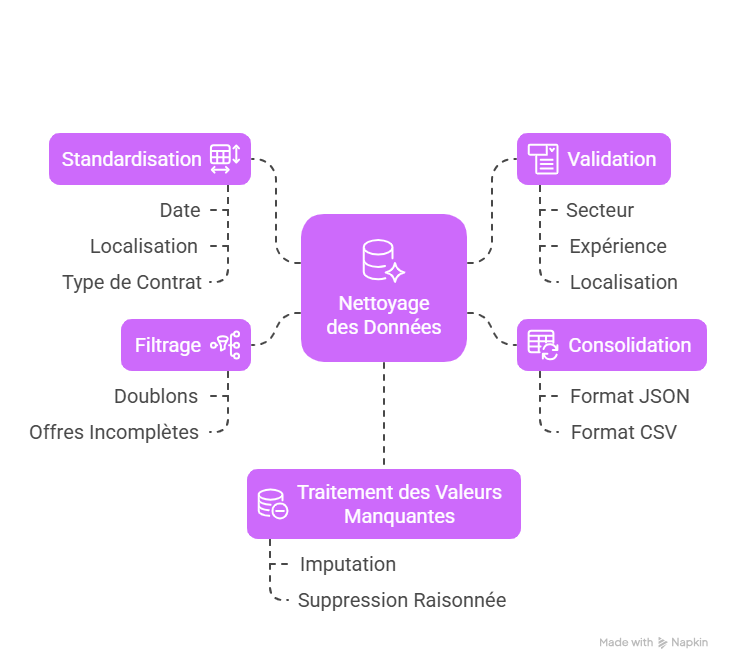 Standardisation
Date
Localisation
Type de Contrat
Filtrage
Doublons
Offres Incomplètes
Nettoyage
des Données
Validation
Secteur
Expérience
Localisation
Consolidation
Format JSON
Format CSV
Traitement des Valeurs
Manquantes
Imputation
Suppression Raisonnée
Made with Napkin